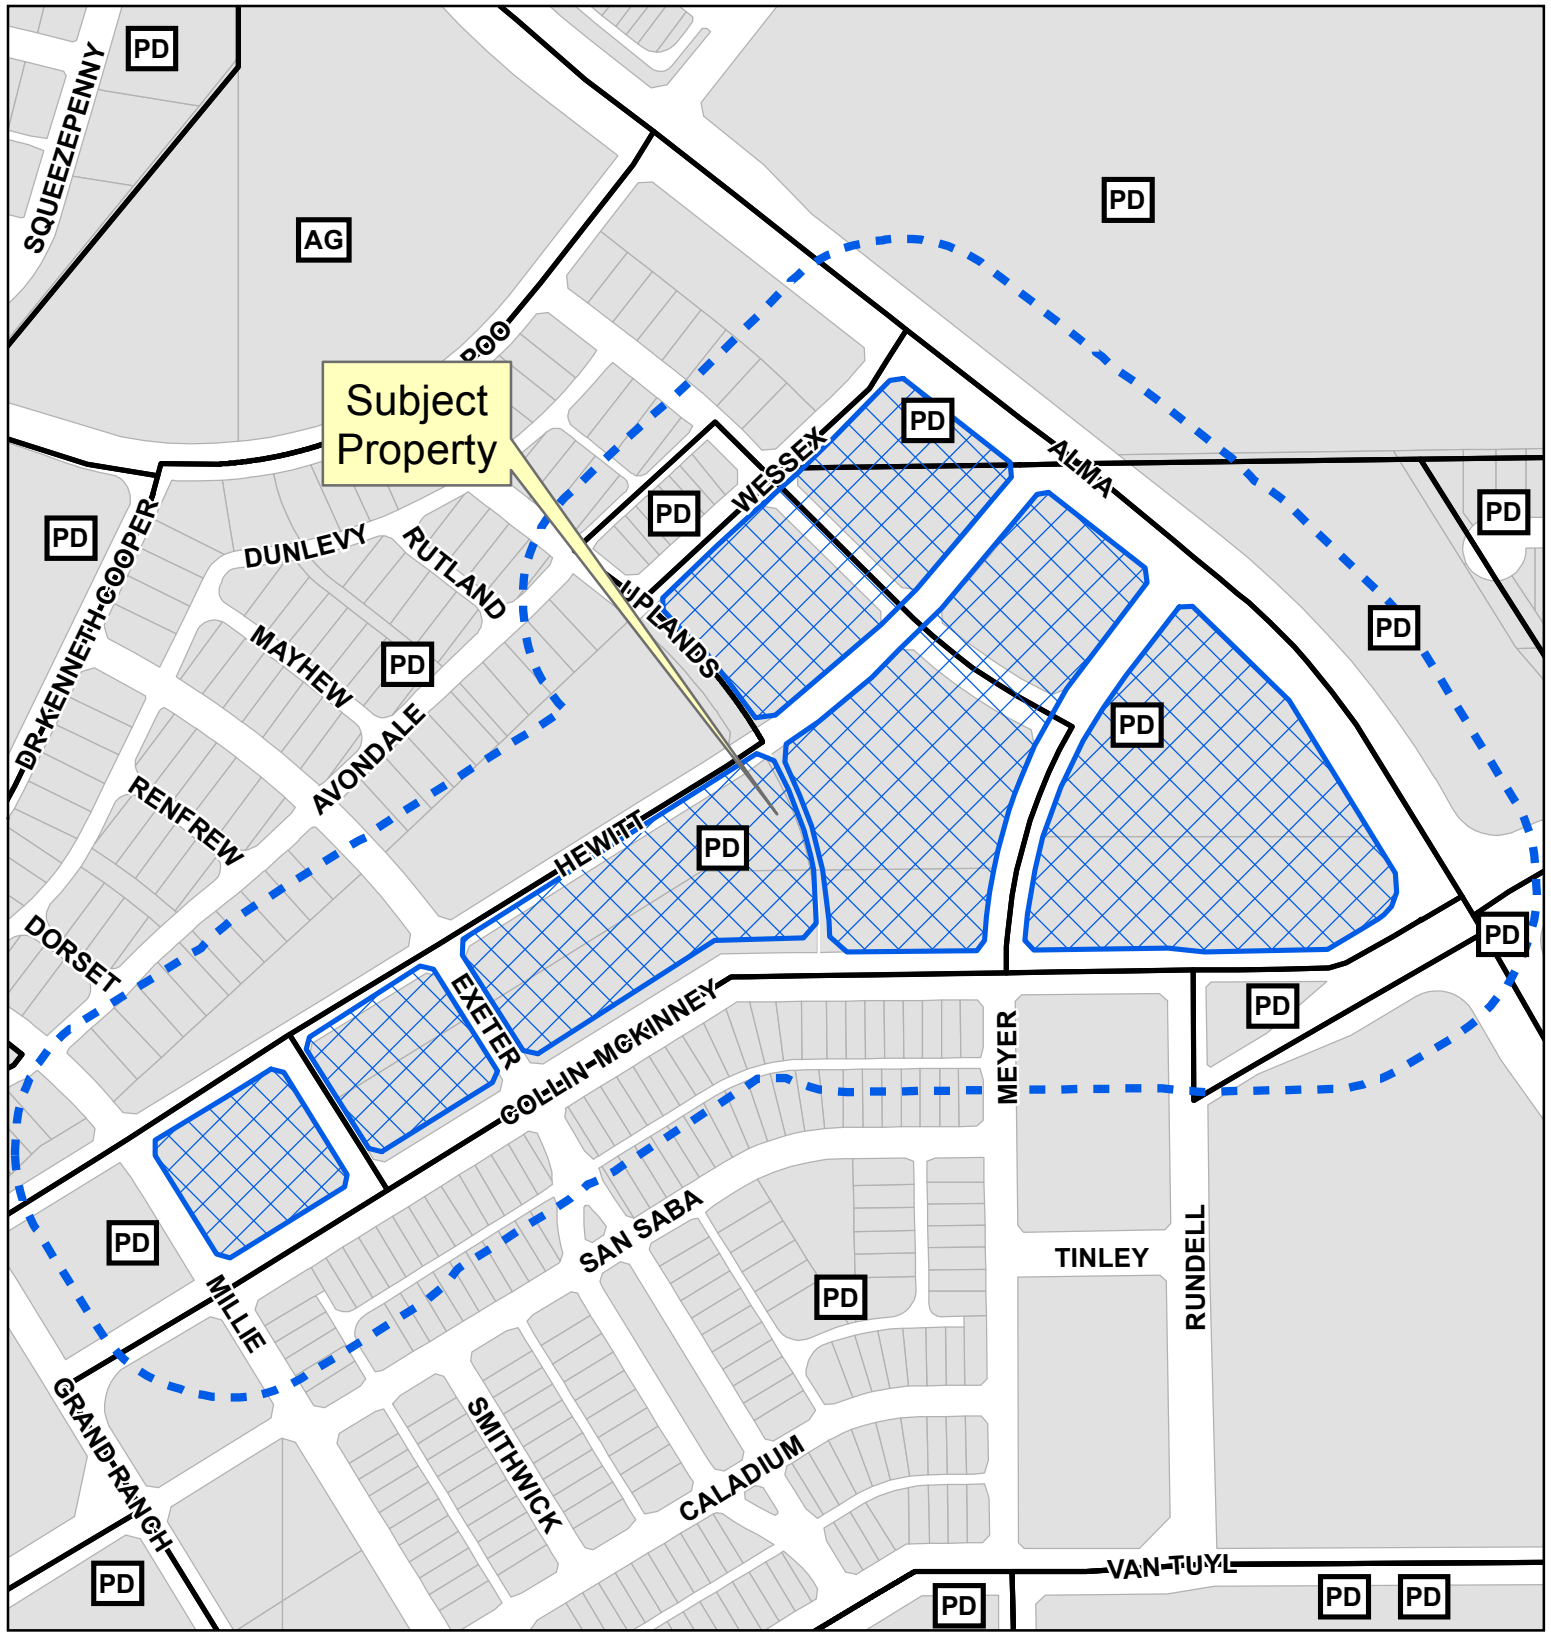 PD
SQUEEZEPENNY
PD
AG
ROO
Subject
Property
PD
WESSEX
ALMA
PD
PD
PD
DUNLEVY
RUTLAND
DR-KENNETH-COOPER
UPLANDS
PD
MAYHEW
PD
PD
AVONDALE
RENFREW
HEWITT
PD
DORSET
PD
EXETER
COLLIN-MCKINNEY
PD
MEYER
PD
SAN SABA
TINLEY
RUNDELL
MILLIE
PD
GRAND-RANCH
SMITHWICK
CALADIUM
VAN TUYL
PD
PD
PD
PD